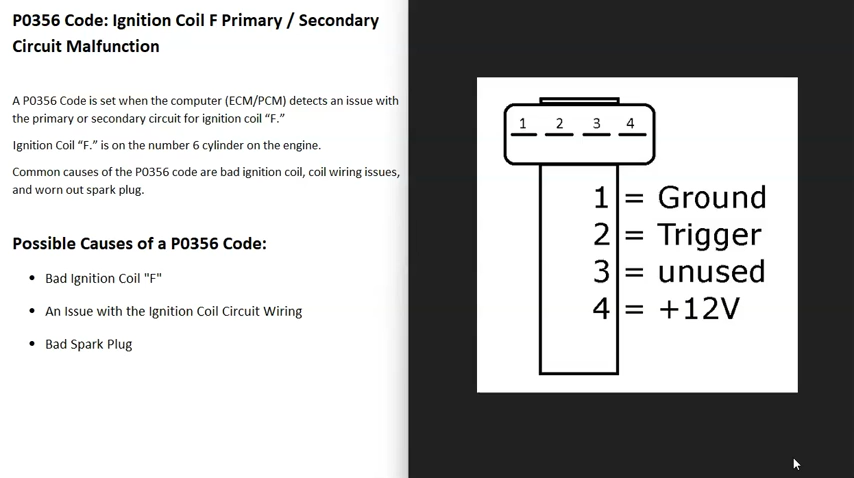 P0356 Code: Ignition Coil F Primary / Secondary
Circuit Malfunction
A P0356 Code is set when the computer (ECM/PCM) detects an issue with
the primary or secondary circuit for ignition coil “F.”
Ignition Coil “F.” is on the number 6 cylinder on the engine.
Common causes of the P0356 code are bad ignition coil, coil wiring issues,
and worn out spark plug.
Possible Causes of a P0356 Code:
• Bad Ignition Coil "F"
• An Issue with the Ignition Coil Circuit Wiring
• Bad Spark Plug
1 2 3 4
1 = Ground
2 = Trigger
3 = unused
4 = +12V